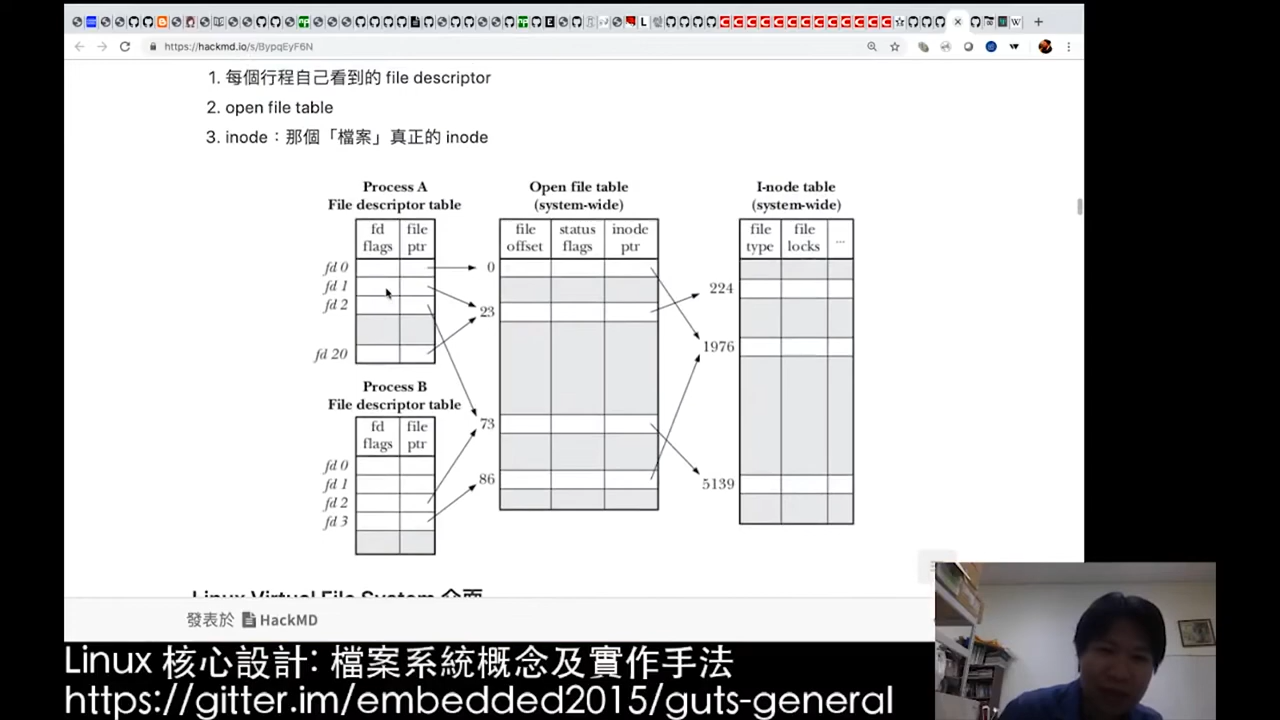 https://hackmd.io/s/BypqEyF6N
1. 每個行程自己看到的 file descriptor
2. open file table
3. inode：那個「檔案」真正的 inode
Process A
File descriptor table
fd flags
file ptr
fd 0
fd 1
fd 2
fd 20
Process B
File descriptor table
fd flags
file ptr
fd 0
fd 1
fd 2
fd 3
Open file table
(system-wide)
file offset
status flags
inode ptr
0
23
73
86
I-node table
(system-wide)
file type
file locks
...
224
1976
5139
Linux Virtual File System 介面
發表於 HackMD
Linux 核心設計: 檔案系統概念及實作手法
https://gitter.im/embedded2015/guts-general